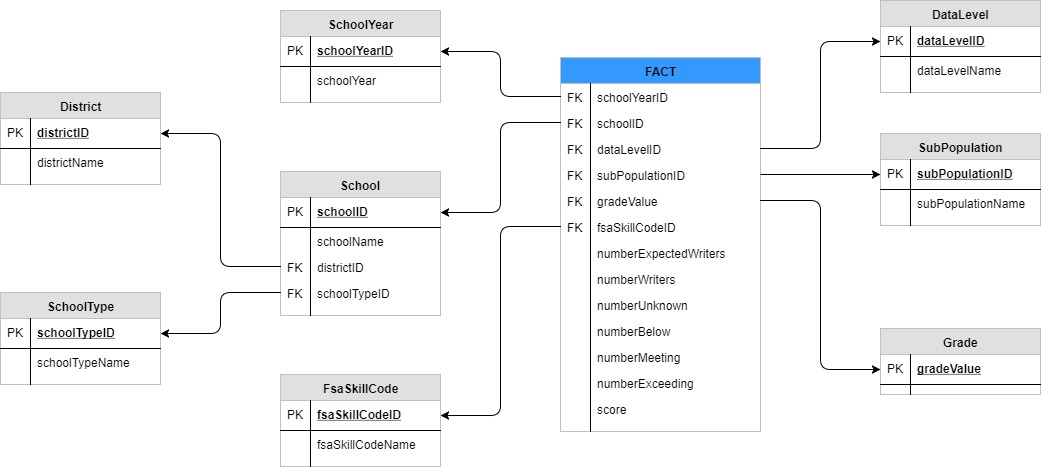 SchoolYear
PK schoolYearID
schoolYear
District
PK districtID
districtName
School
PK schoolID
schoolName
FK districtID
FK schoolTypeID
SchoolType
PK schoolTypeID
schoolTypeName
FsaSkillCode
PK fsaSkillCodeID
fsaSkillCodeName
FACT
FK schoolYearID
FK schoolID
FK dataLevelID
FK subPopulationID
FK gradeValue
FK fsaSkillCodeID
numberExpectedWriters
numberWriters
numberUnknown
numberBelow
numberMeeting
numberExceeding
score
DataLevel
PK dataLevelID
dataLevelName
SubPopulation
PK subPopulationID
subPopulationName
Grade
PK gradeValue